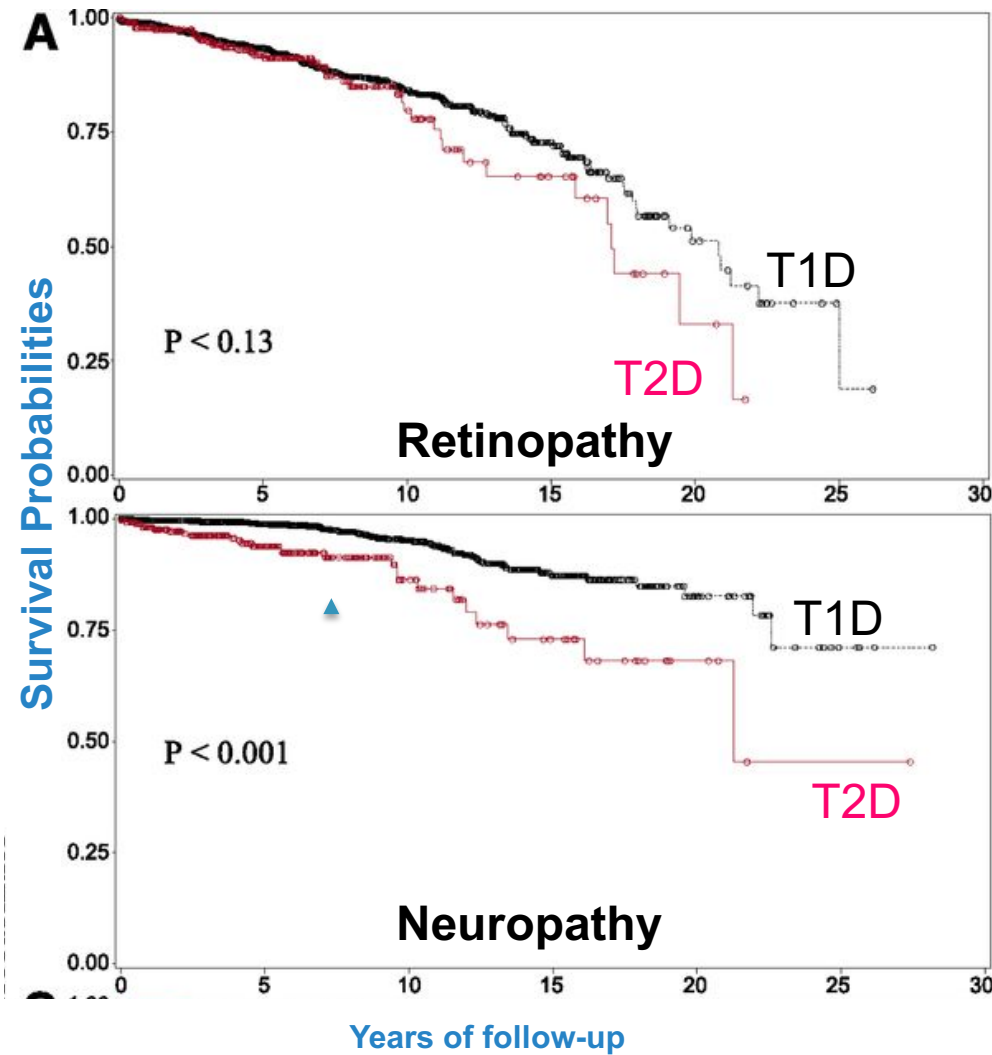 A
1.00
0.75
0.50
0.25
0.00
Survival Probabilities
T1D
P < 0.13
T2D
Retinopathy
0 5 10 15 20 25 30
1.00
0.75
0.50
0.25
0.00
T1D
P < 0.001
T2D
Neuropathy
0 5 10 15 20 25 30
Years of follow-up